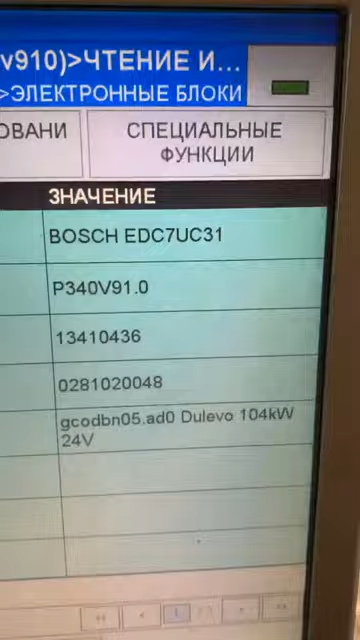 v910)>ЧТЕНИЕ И...
>ЭЛЕКТРОННЫЕ БЛОКИ
ОВАНИ
СПЕЦИАЛЬНЫЕ
ФУНКЦИИ
ЗНАЧЕНИЕ
BOSCH EDC7UC31
P340V91.0
13410436
0281020048
gcodbn05.ad0 Dulevo 104kW
24V